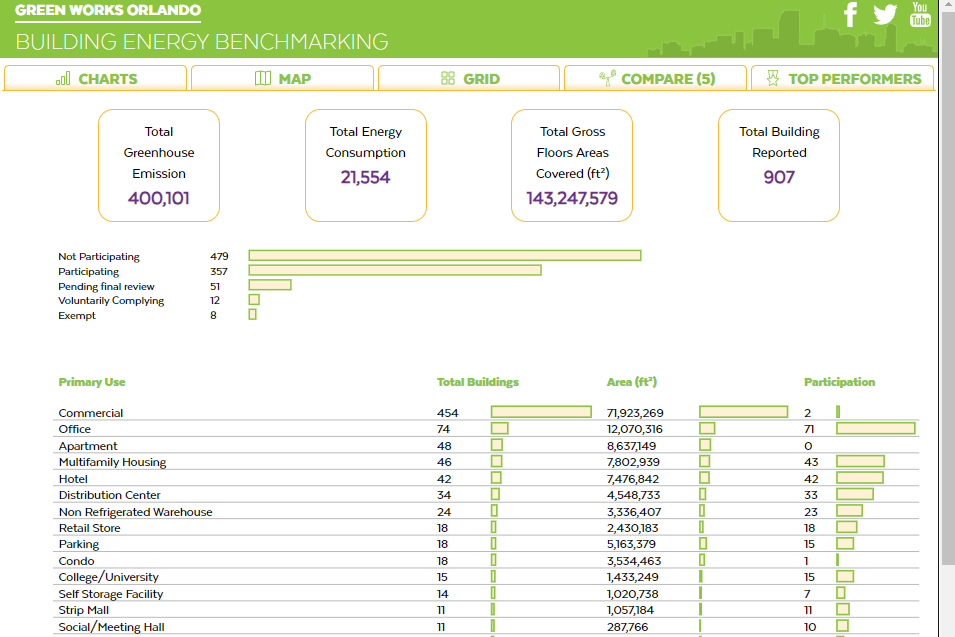 GREEN WORKS ORLANDO
BUILDING ENERGY BENCHMARKING
You
Tube
CHARTS
MAP
GRID
COMPARE (5)
TOP PERFORMERS
Total
Greenhouse
Emission
400,101
Total Energy
Consumption
21,554
Total Gross
Floors Areas
Covered (ft²)
143,247,579
Total Building
Reported
907
Not Participating 479
Participating 357
Pending final review 51
Voluntarily Complying 12
Exempt 8
Primary Use Total Buildings Area (ft²) Participation
Commercial 454 71,923,269 2
Office 74 12,070,316 71
Apartment 48 8,637,149 0
Multifamily Housing 46 7,802,939 43
Hotel 42 7,476,842 42
Distribution Center 34 4,548,733 33
Non Refrigerated Warehouse 24 3,336,407 23
Retail Store 18 2,430,183 18
Parking 18 5,163,379 15
Condo 18 3,534,463 1
College/University 15 1,433,249 15
Self Storage Facility 14 1,020,738 7
Strip Mall 11 1,057,184 11
Social/Meeting Hall 11 287,766 10